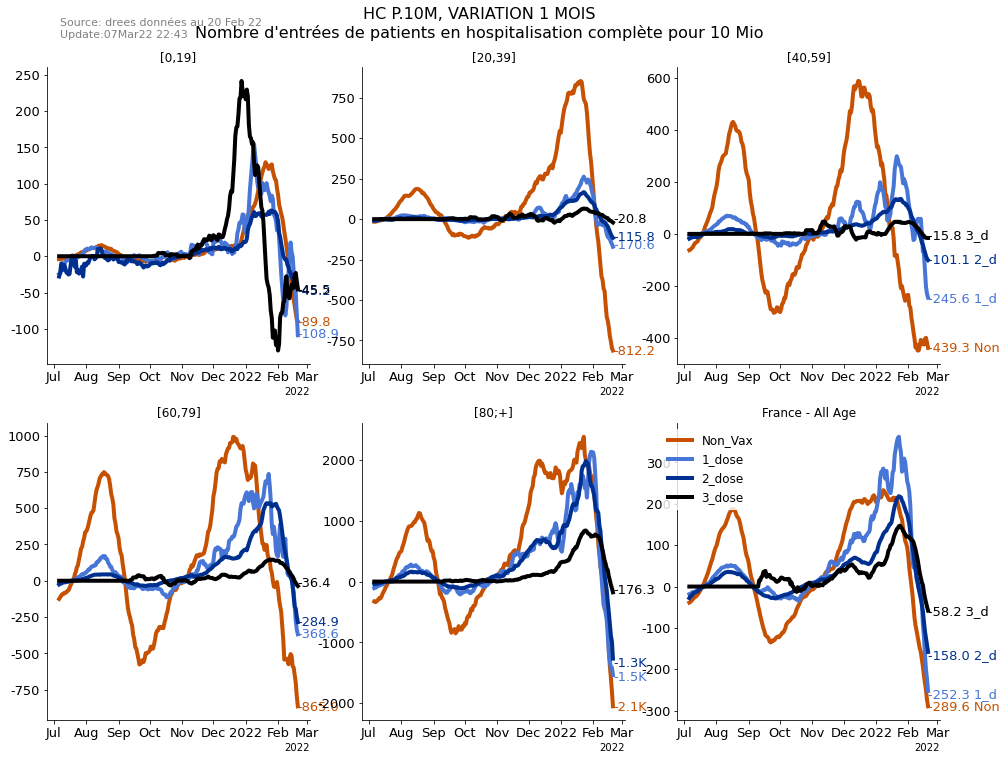 HC P.10M, VARIATION 1 MOIS
Source: drees données au 20 Feb 22
Nombre d'entrées de patients en hospitalisation complète pour 10 Mio
Update:07Mar22 22:43
[0,19]
250
200
150
100
50
0
-50
-100
-89.8
-108.9
Jul Aug Sep Oct Nov Dec 2022 Feb Mar
2022
[20,39]
750
500
250
0
-250
-500
-750
-20.8
-115.8
-170.6
-812.2
Jul Aug Sep Oct Nov Dec 2022 Feb Mar
2022
[40,59]
600
400
200
0
-200
-400
-15.8 3_d
-101.1 2_d
-245.6 1_d
-439.3 Non
Jul Aug Sep Oct Nov Dec 2022 Feb Mar
2022
[60,79]
1000
750
500
250
0
-250
-500
-750
-36.4
-284.9
-368.6
Jul Aug Sep Oct Nov Dec 2022 Feb Mar
2022
[80;+]
2000
1000
0
-1000
-2000
-176.3
-1.3K
-1.5K
-2.1K
Jul Aug Sep Oct Nov Dec 2022 Feb Mar
2022
France - All Age
Non_Vax
1_dose
2_dose
3_dose
300
200
100
0
-100
-200
-300
-58.2 3_d
-158.0 2_d
-252.3 1_d
-289.6 Non
Jul Aug Sep Oct Nov Dec 2022 Feb Mar
2022